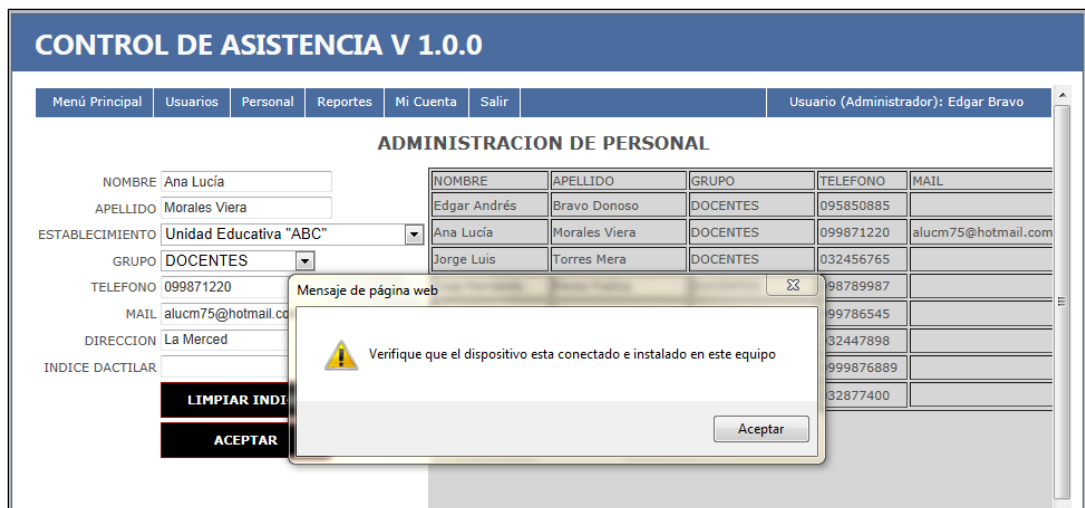 CONTROL DE ASISTENCIA V 1.0.0
Menú Principal Usuarios Personal Reportes Mi Cuenta Salir Usuario (Administrador): Edgar Bravo
ADMINISTRACION DE PERSONAL
NOMBRE Ana Lucía
APELLIDO Morales Viera
ESTABLECIMIENTO Unidad Educativa "ABC"
GRUPO DOCENTES
TELEFONO 099871220
MAIL alucm75@hotmail.co
DIRECCION La Merced
INDICE DACTILAR
LIMPIAR INDI
ACEPTAR
NOMBRE APELLIDO GRUPO TELEFONO MAIL
Edgar Andrés Bravo Donoso DOCENTES 095850885
Ana Lucía Morales Viera DOCENTES 099871220 alucm75@hotmail.com
Jorge Luis Torres Mera DOCENTES 032456765
98789987
99786545
32447898
999876889
32877400
Mensaje de página web
Verifique que el dispositivo esta conectado e instalado en este equipo
Aceptar